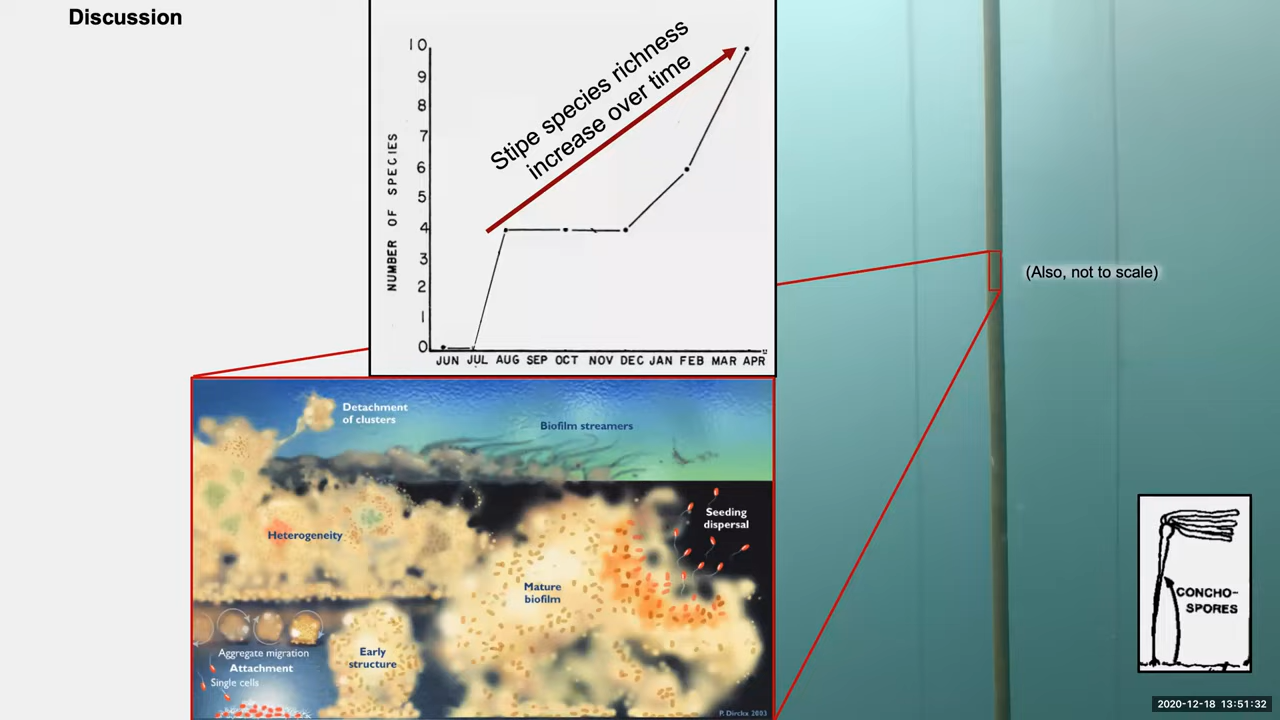 Discussion
10
9
8
7
6
5
4
3
2
1
0
NUMBER OF SPECIES
JUN JUL AUG SEP OCT NOV DEC JAN FEB MAR APR
Stipe species richness
increase over time
(Also, not to scale)
Detachment
of clusters
Biofilm streamers
Seeding
dispersal
Heterogeneity
Mature
biofilm
Aggregate migration
Attachment
Single cells
Early
structure
P. Dirckx 2003
CONCHO-
SPORES
2020-12-18 13:51:32